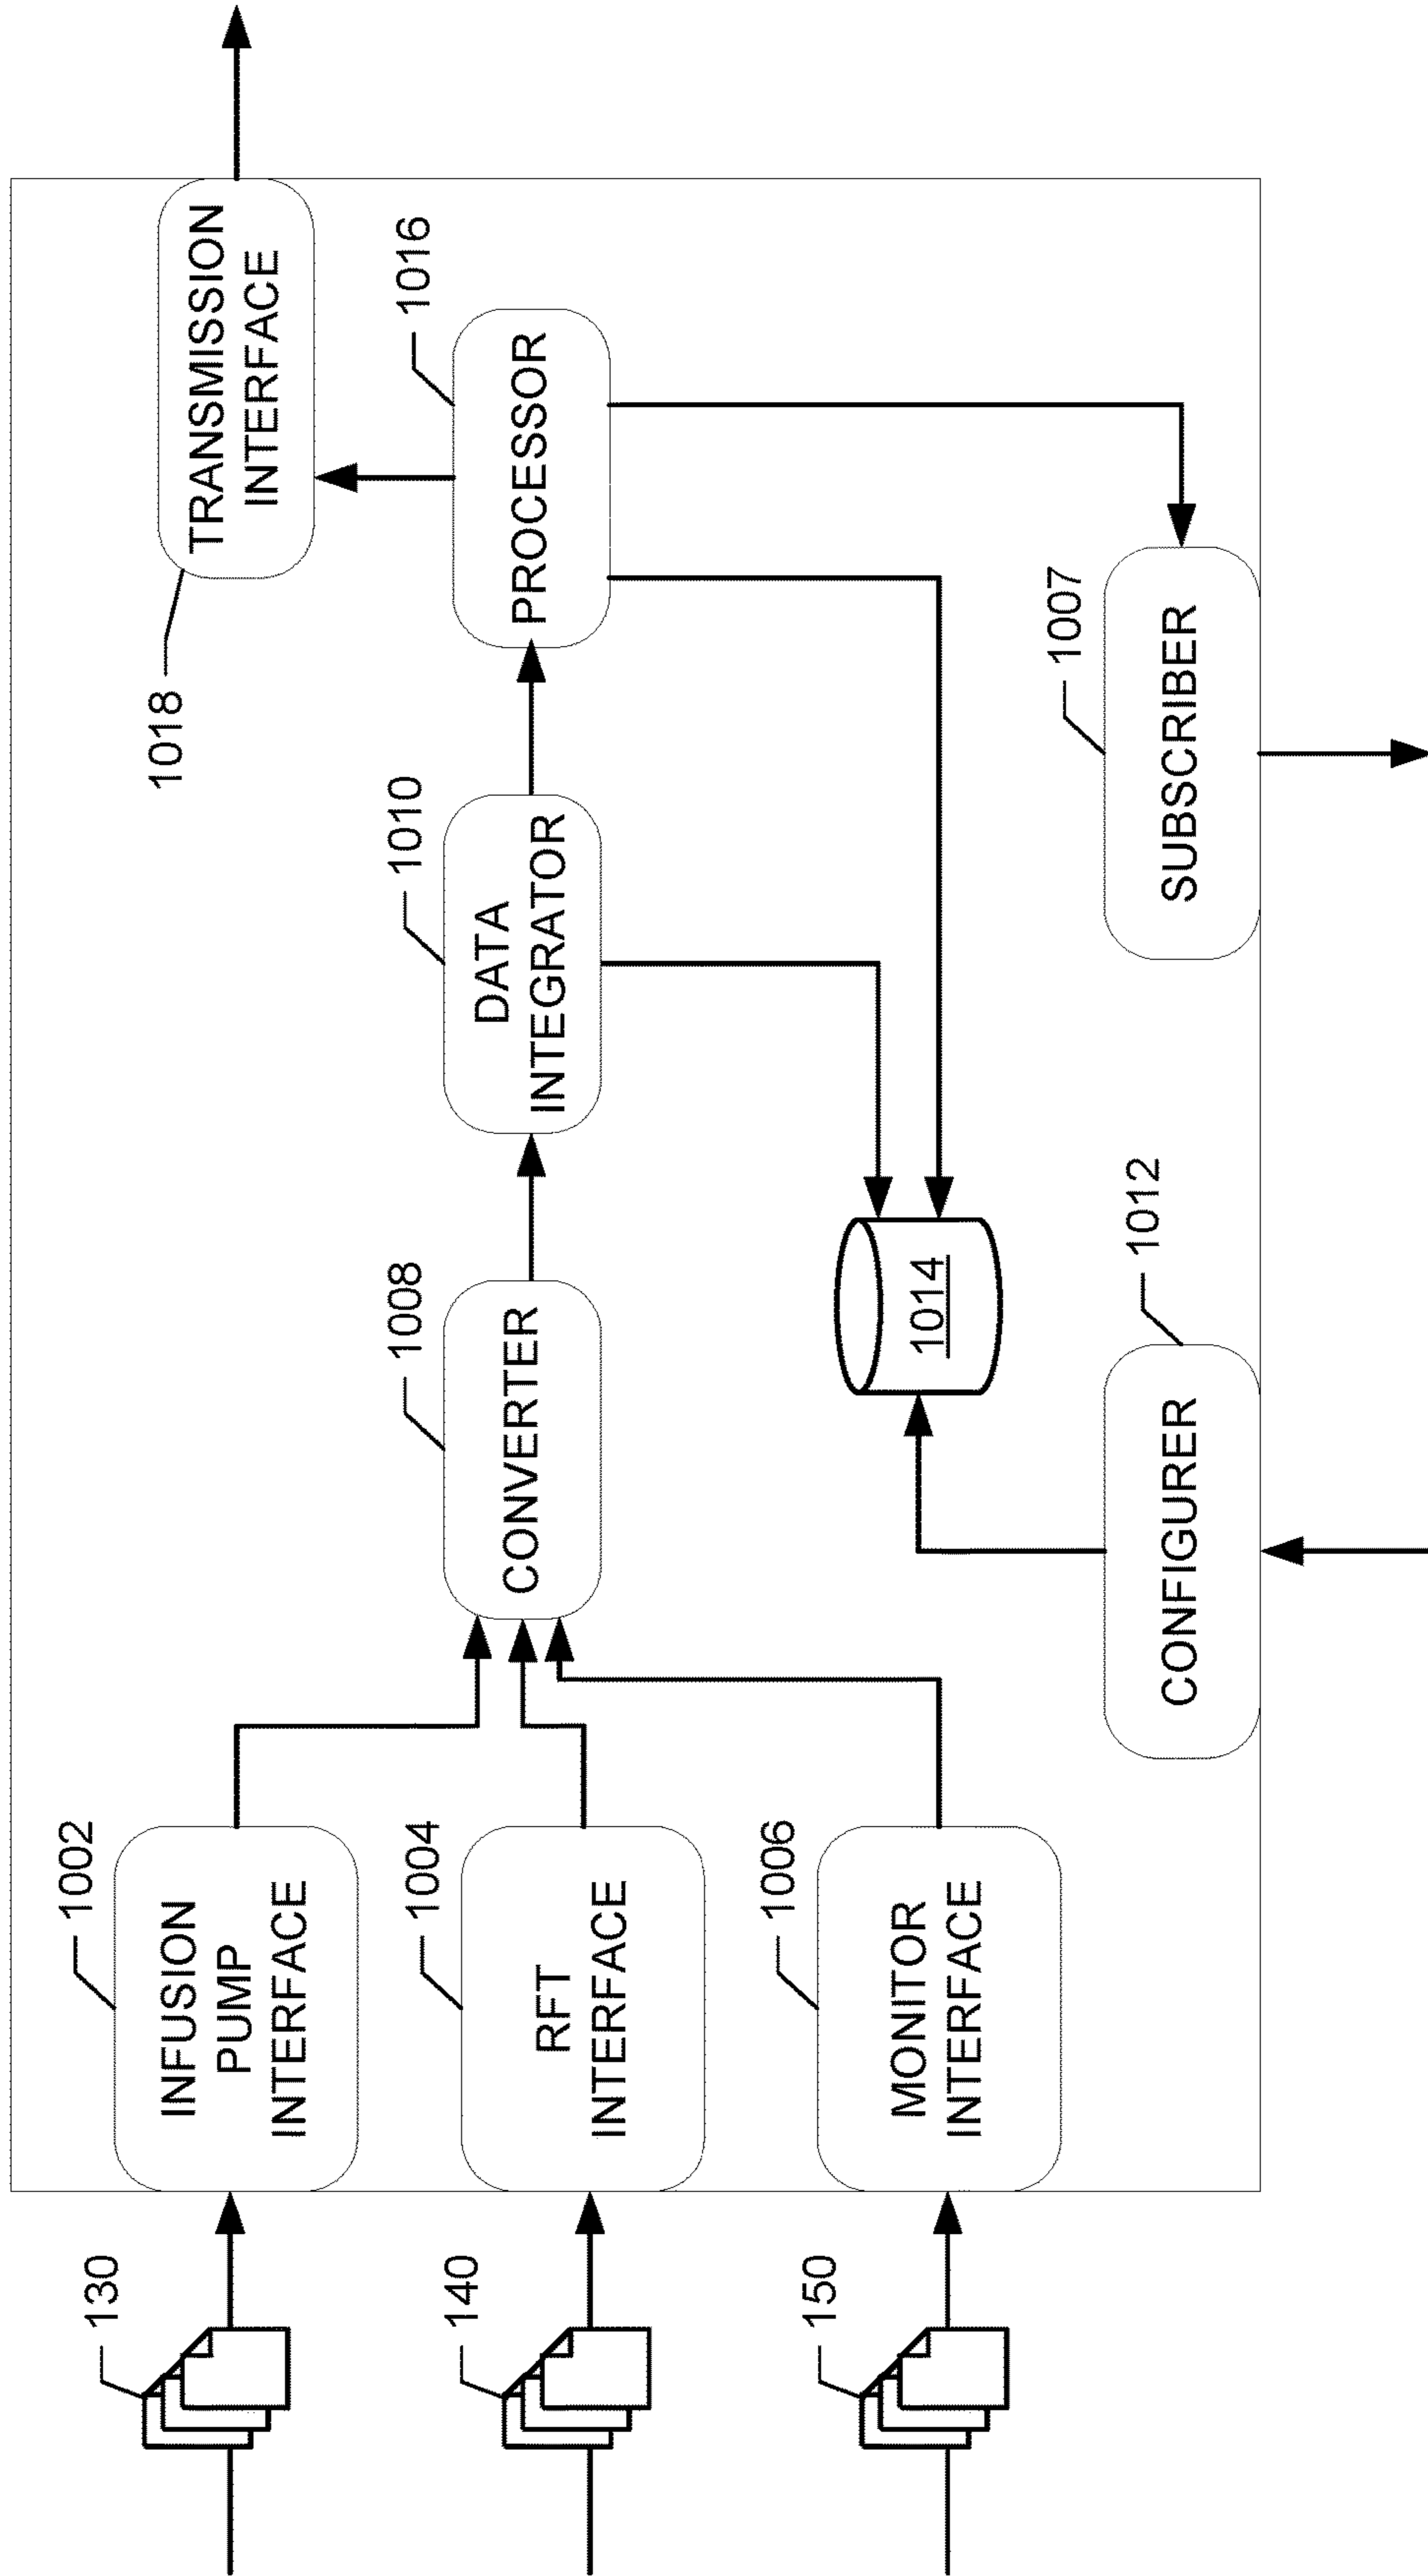 130
1002
INFUSION
PUMP
INTERFACE
140
1004
RFT
INTERFACE
150
1006
MONITOR
INTERFACE
1008
CONVERTER
1010
DATA
INTEGRATOR
1016
PROCESSOR
1018
TRANSMISSION
INTERFACE
1014
1012
CONFIGURER
1007
SUBSCRIBER